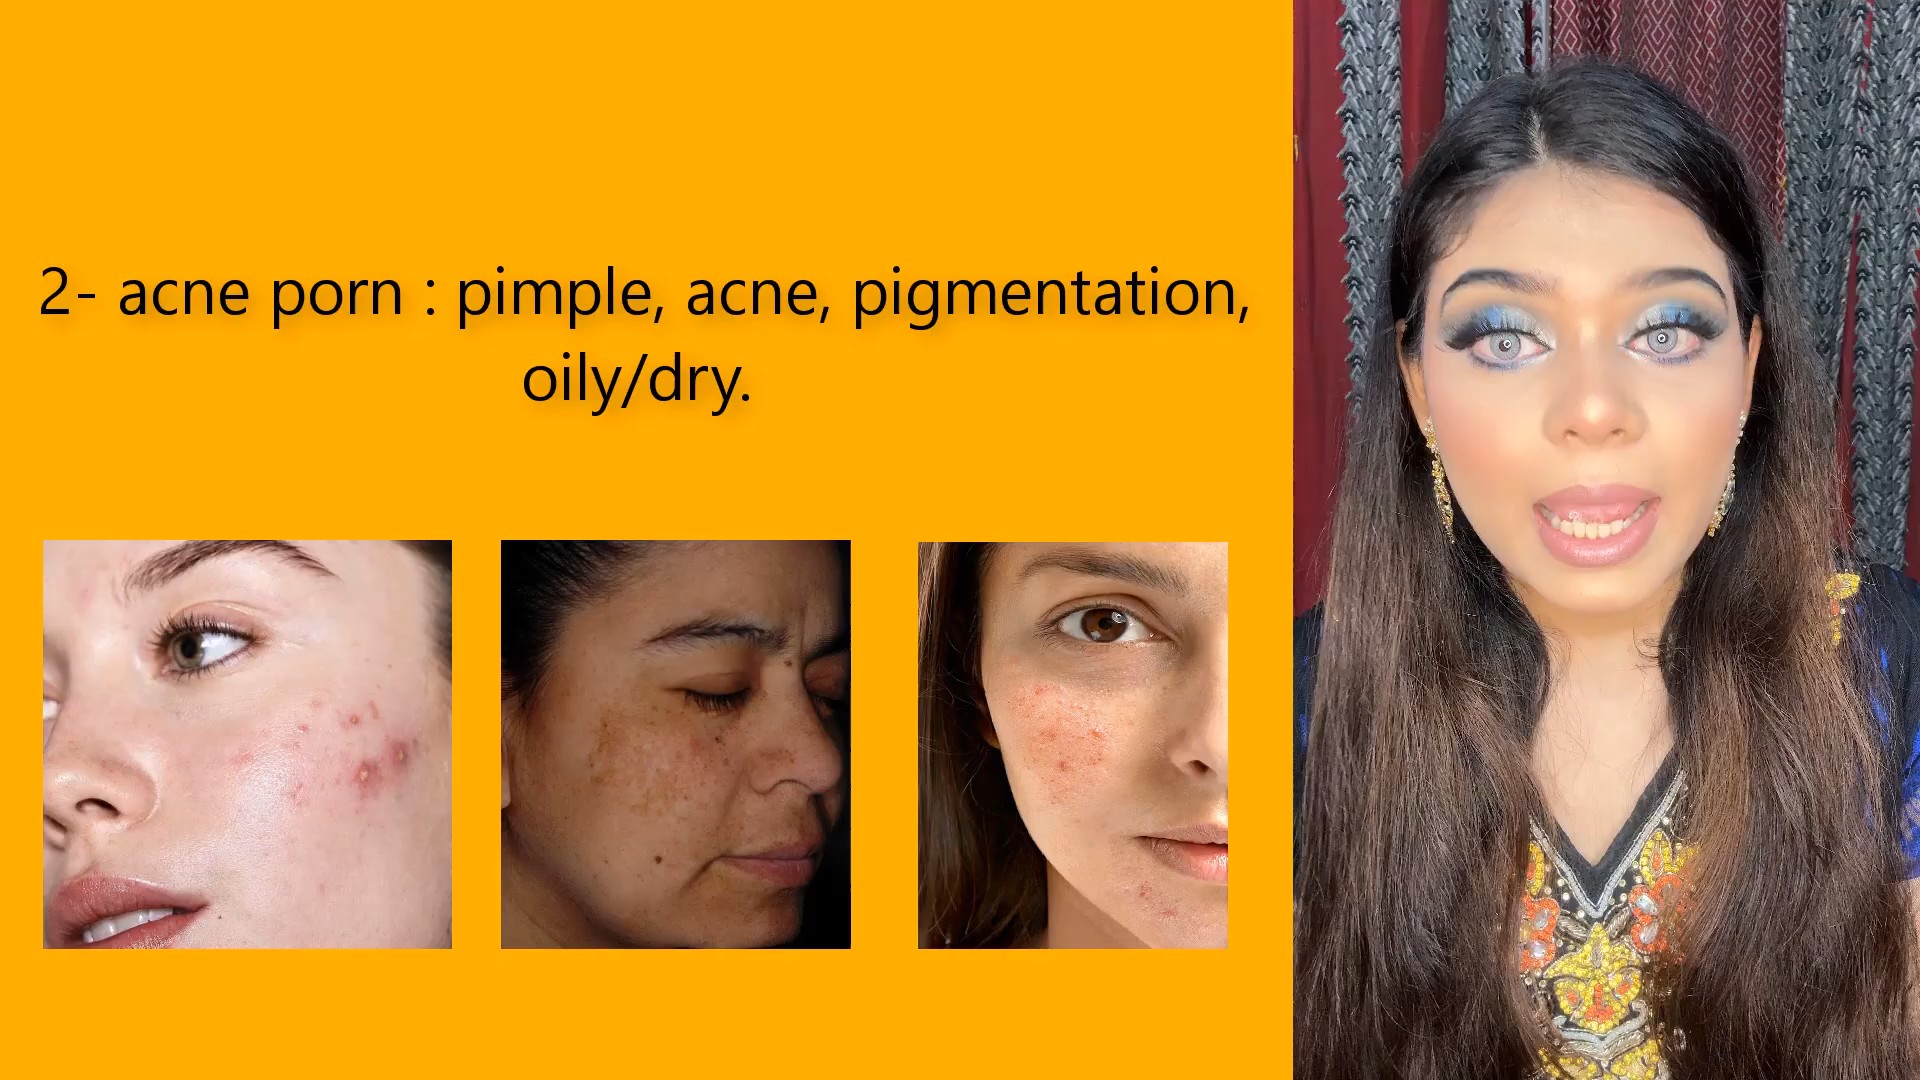 2- acne porn : pimple, acne, pigmentation,
oily/dry.